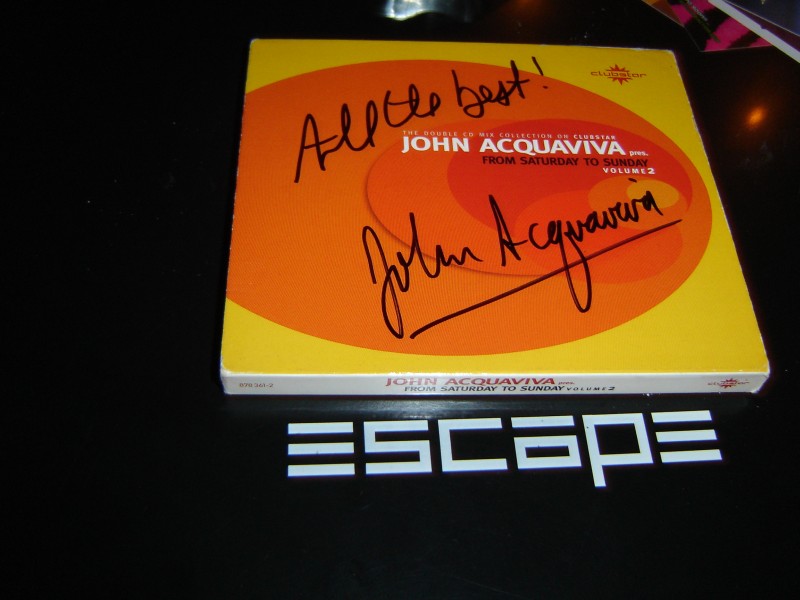 clubstar
All the best!
THE DOUBLE CD MIX COLLECTION ON CLUBSTAR
JOHN ACQUAVIVA pres.
FROM SATURDAY TO SUNDAY
VOLUME 2
John Acquaviva
JOHN ACQUAVIVA pres.
FROM SATURDAY TO SUNDAY VOLUME 2
clubstar
escape